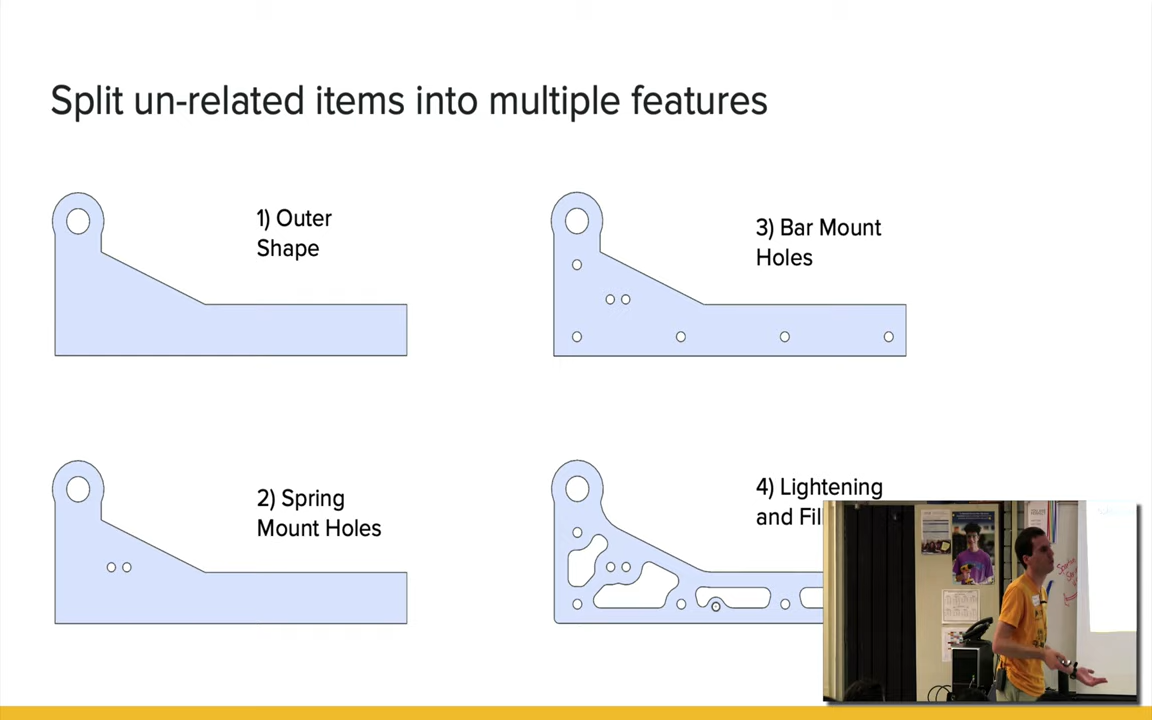 Split un-related items into multiple features
1) Outer
Shape
3) Bar Mount
Holes
2) Spring
Mount Holes
4) Lightening
and Fil